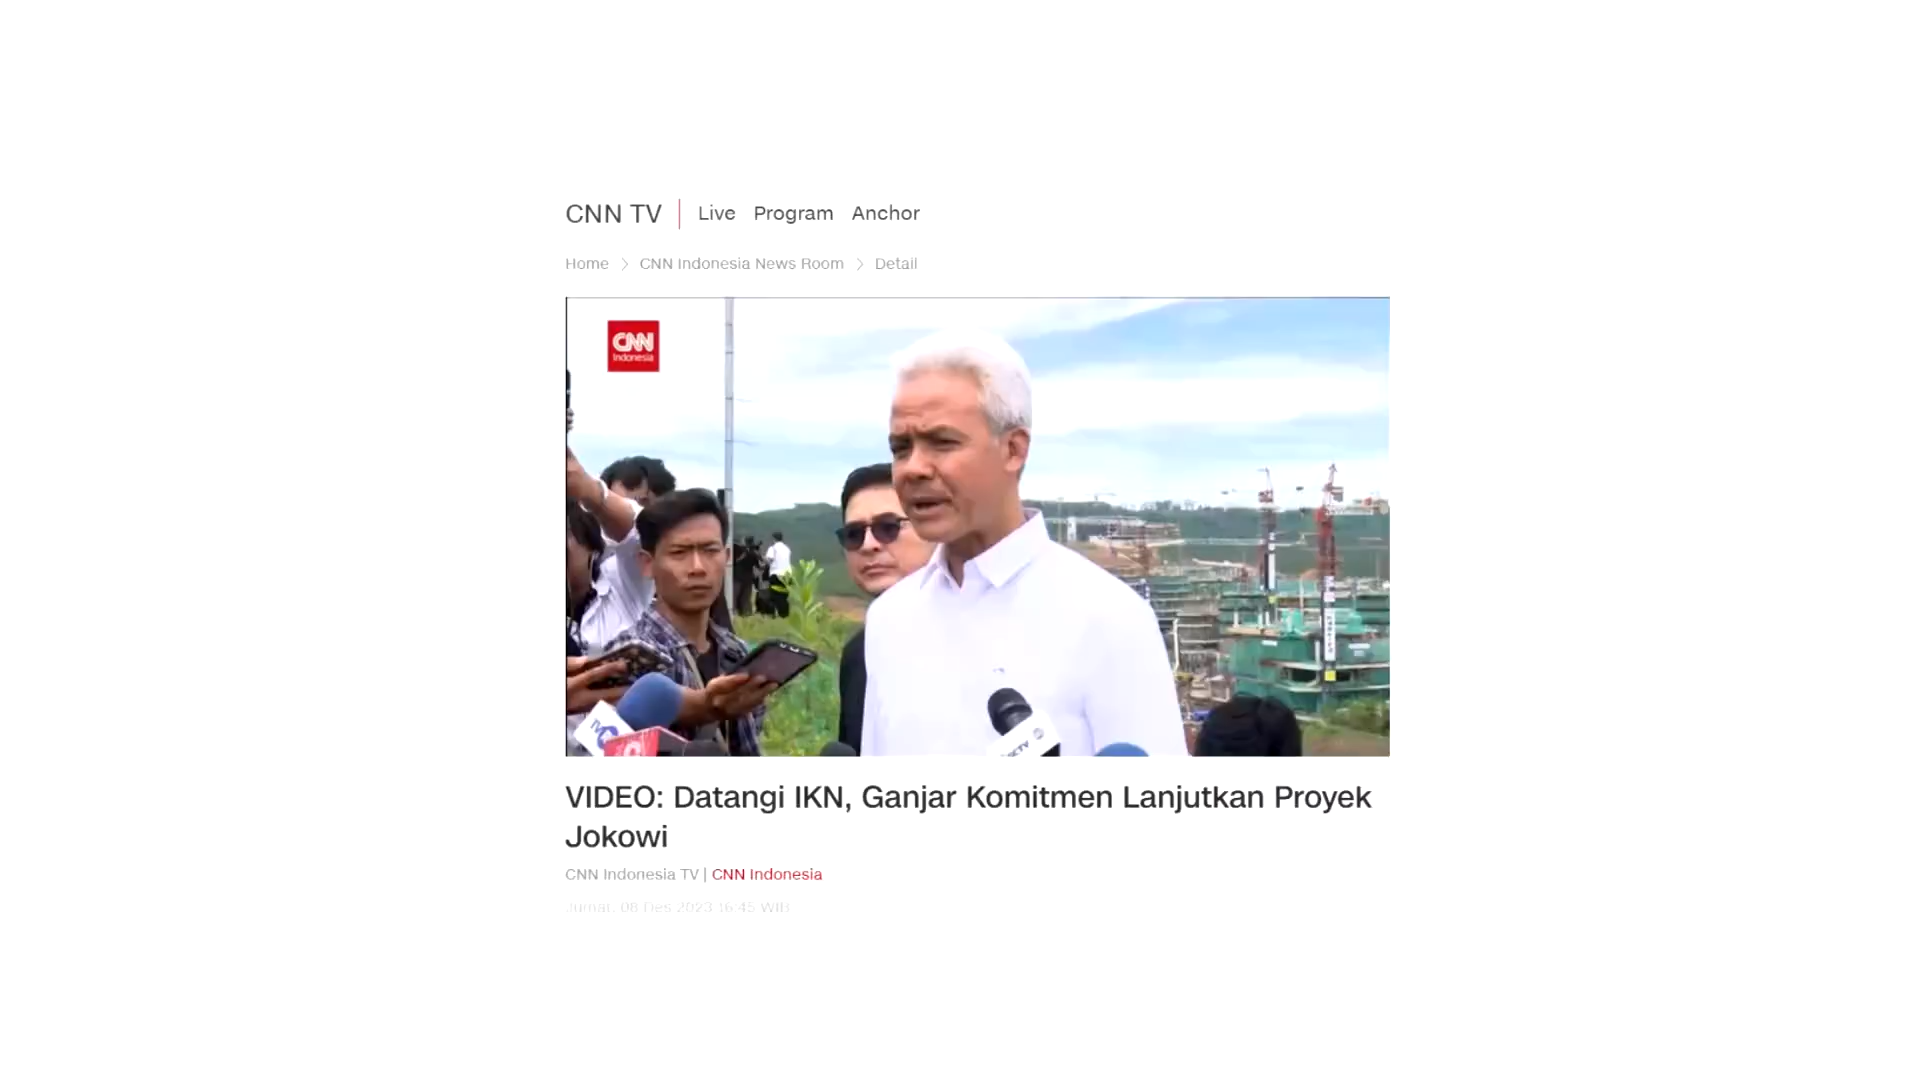 CNN TV Live Program Anchor
Home > CNN Indonesia News Room > Detail
CNN
Indonesia
VIDEO: Datangi IKN, Ganjar Komitmen Lanjutkan Proyek
Jokowi
CNN Indonesia TV | CNN Indonesia
Jumat, 08 Des 2023 16:45 WIB